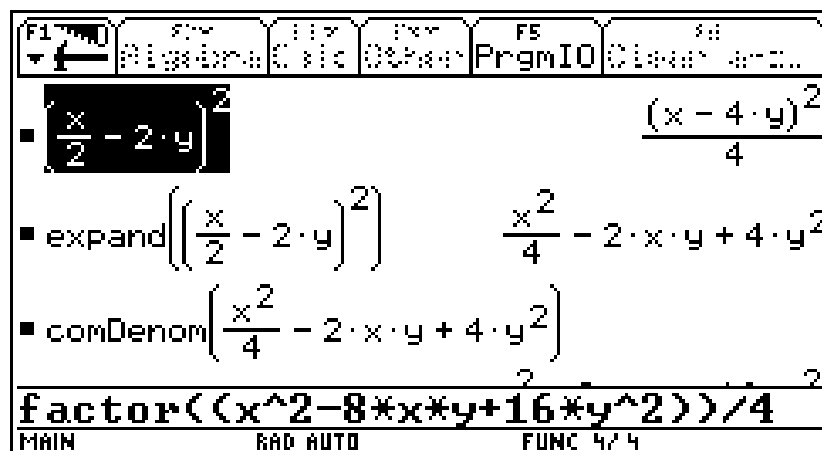 F1 F5
Algebra Calc Other PrgmIO
(x/2 - 2·y)^2 (x - 4·y)^2/4
expand((x/2 - 2·y)^2) x^2/4 - 2·x·y + 4·y^2
comDenom(x^2/4 - 2·x·y + 4·y^2)
factor((x^2-8*x*y+16*y^2))/4
MAIN RAD AUTO FUNC 4/4